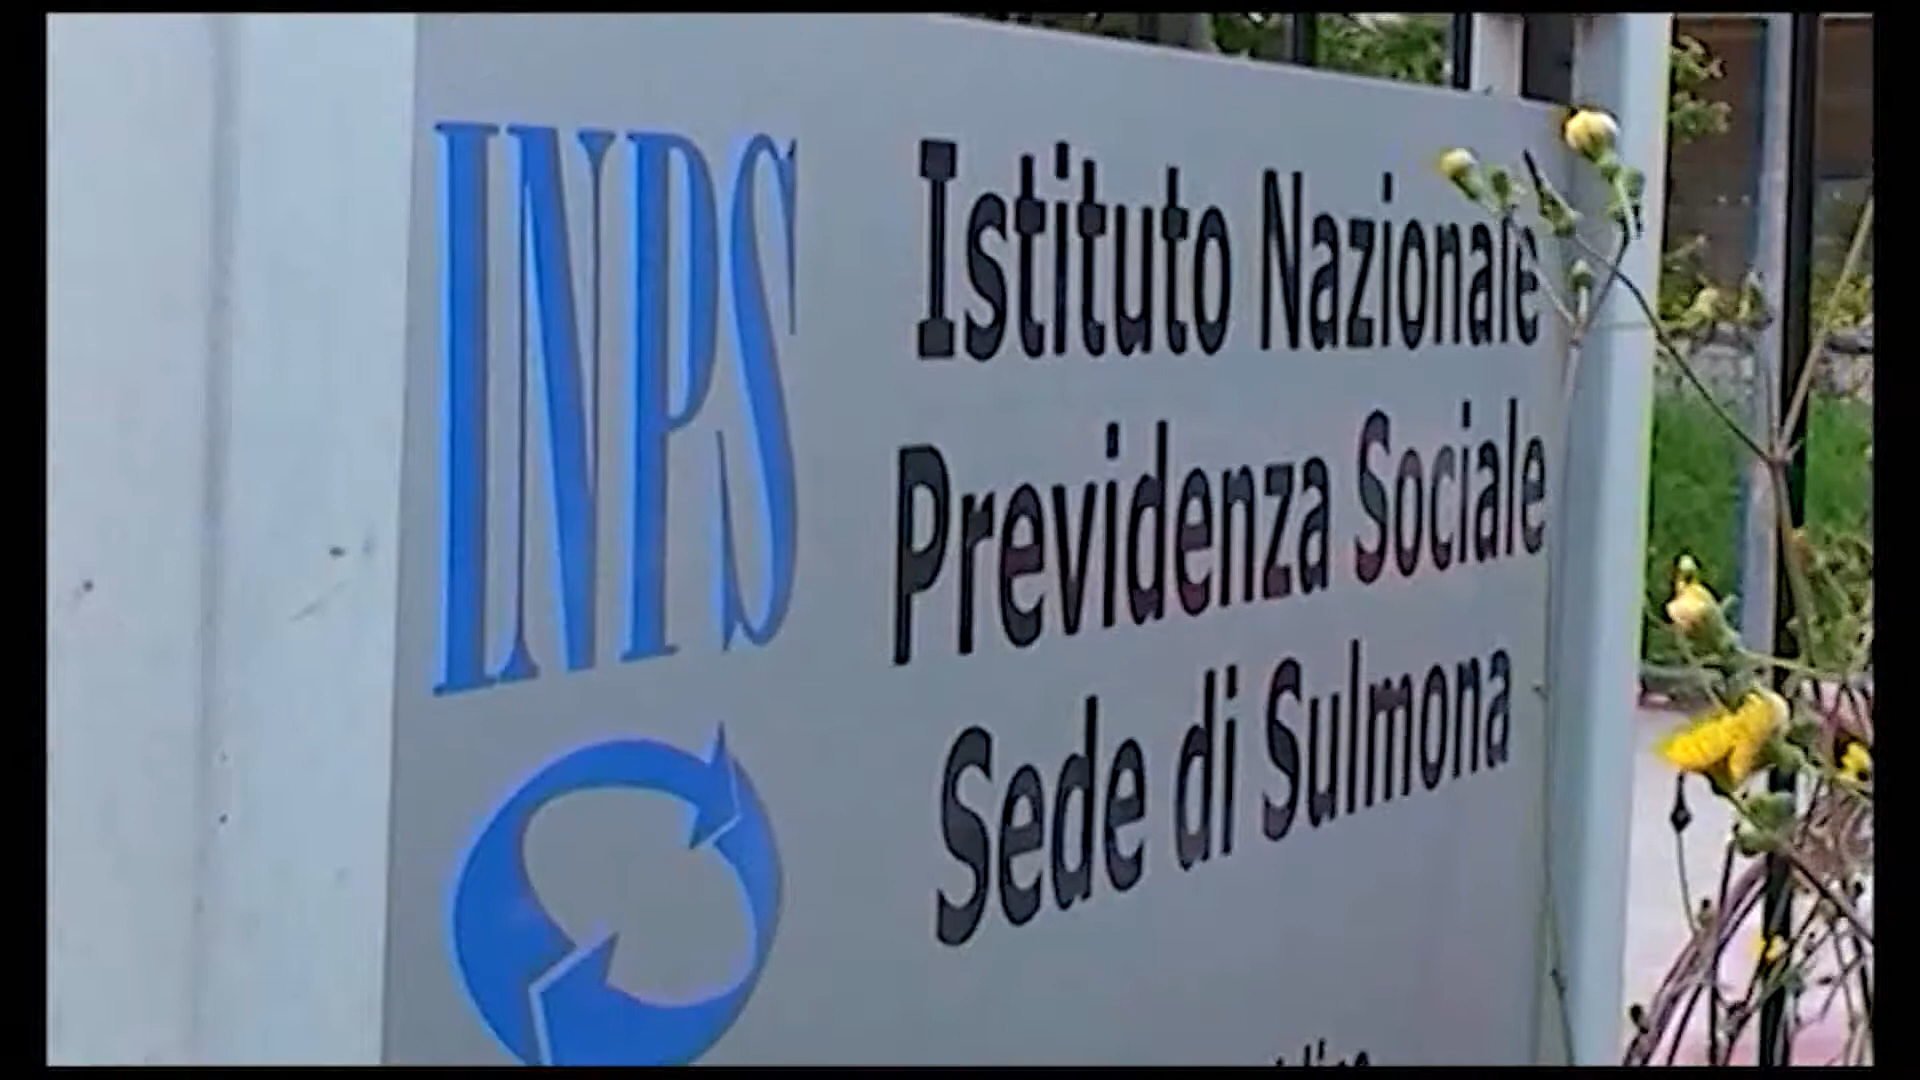 INPS
Istituto Nazionale
Previdenza Sociale
Sede di Sulmona